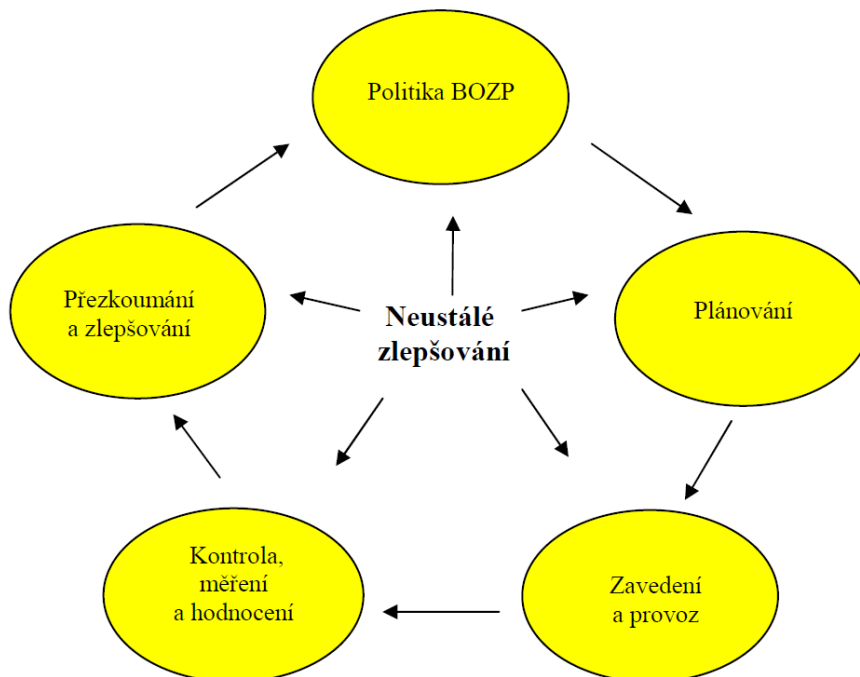 Politika BOZP
Přezkoumání
a zlepšování
Neustálé
zlepšování
Plánování
Kontrola,
měření
a hodnocení
Zavedení
a provoz